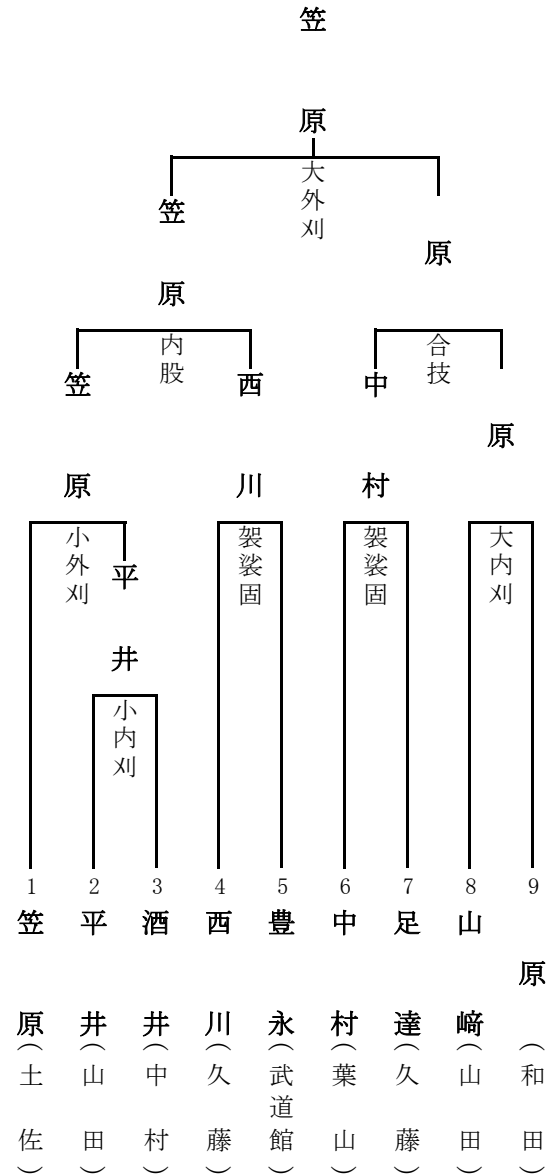 笠原
大外刈
笠原
原
内股
合技
笠原
西川
中村
原
小外刈
袈裟固
袈裟固
大内刈
平井
小内刈
1 笠原（土佐）
2 平井（山田）
3 酒井（中村）
4 西川（久藤）
5 豊永（武道館）
6 中村（葉山）
7 足達（久藤）
8 山﨑（山田）
9 原（和田）